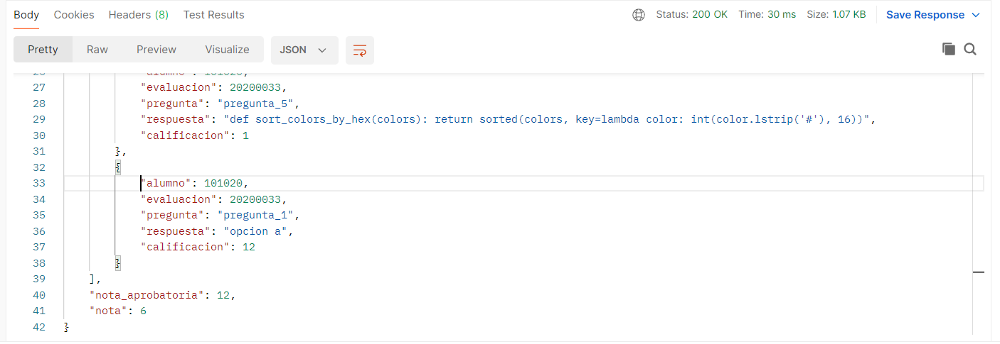 Body Cookies Headers (8) Test Results Status: 200 OK Time: 30 ms Size: 1.07 KB Save Response
Pretty Raw Preview Visualize JSON
26 "alumno": 101020,
27 "evaluacion": 20200033,
28 "pregunta": "pregunta_5",
29 "respuesta": "def sort_colors_by_hex(colors): return sorted(colors, key=lambda color: int(color.lstrip('#'), 16))",
30 "calificacion": 1
31 },
32 {
33 "alumno": 101020,
34 "evaluacion": 20200033,
35 "pregunta": "pregunta_1",
36 "respuesta": "opcion a",
37 "calificacion": 12
38 }
39 ],
40 "nota_aprobatoria": 12,
41 "nota": 6
42 }